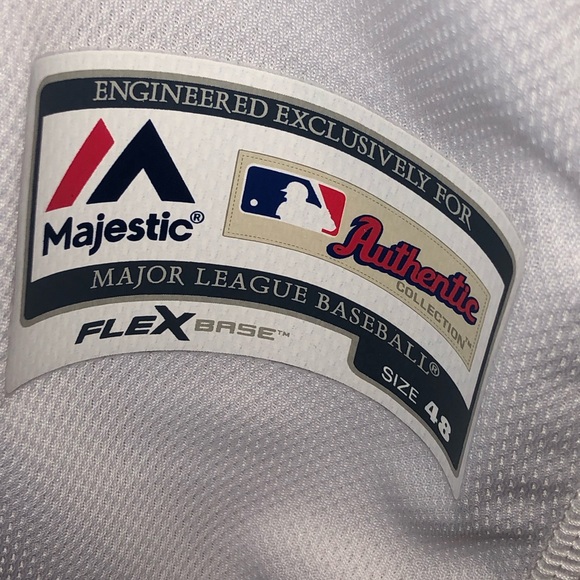 ENGINEERED EXCLUSIVELY FOR
Majestic®
Authentic
COLLECTION™
MAJOR LEAGUE BASEBALL®
FLEXBASE™
SIZE 48